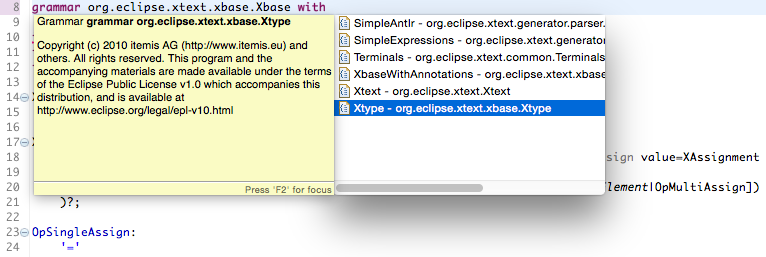 8 grammar org.eclipse.xtext.xbase.Xbase with
9
10
11
12
13
14
15
16
17
18
19
20
21
22
23
24
Grammar grammar org.eclipse.xtext.xbase.Xtype
Copyright (c) 2010 itemis AG (http://www.itemis.eu) and
others. All rights reserved. This program and the
accompanying materials are made available under the terms
of the Eclipse Public License v1.0 which accompanies this
distribution, and is available at
http://www.eclipse.org/legal/epl-v10.html
Press 'F2' for focus
SimpleAntlr - org.eclipse.xtext.generator.parser.
SimpleExpressions - org.eclipse.xtext.generator
Terminals - org.eclipse.xtext.common.Terminals
XbaseWithAnnotations - org.eclipse.xtext.xbase
Xtext - org.eclipse.xtext.Xtext
Xtype - org.eclipse.xtext.xbase.Xtype
sign value=XAssignment
lement|OpMultiAssign])
)?;
OpSingleAssign:
'='